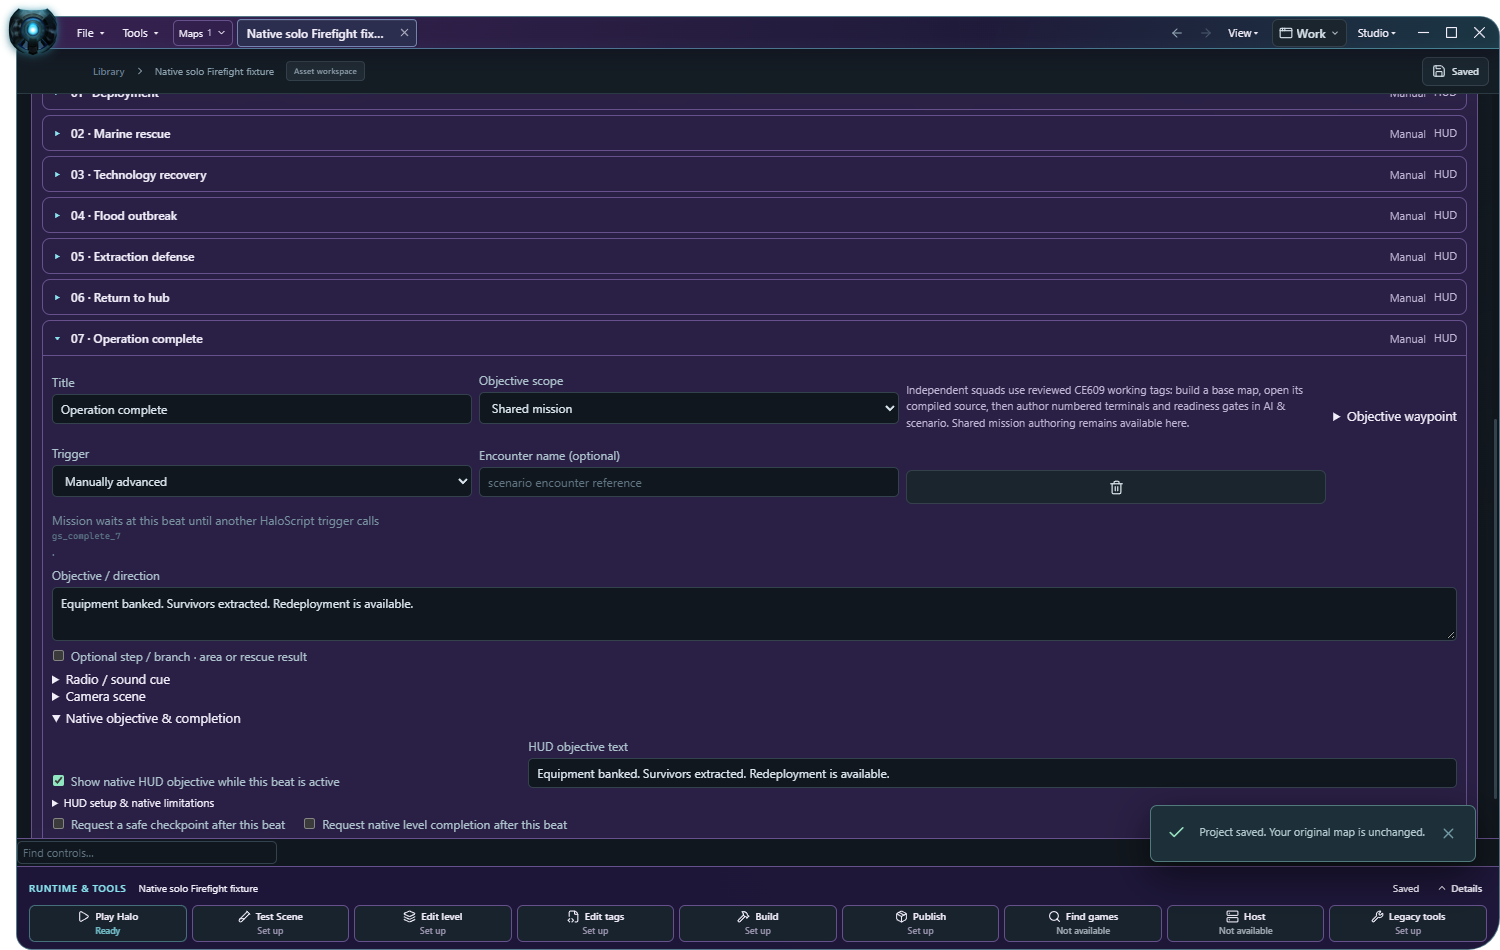 File
Tools
Maps 1
Native solo Firefight fix...
View
Work
Studio
Library
Native solo Firefight fixture
Asset workspace
Saved
01 · Deployment
Manual HUD
02 · Marine rescue
Manual HUD
03 · Technology recovery
Manual HUD
04 · Flood outbreak
Manual HUD
05 · Extraction defense
Manual HUD
06 · Return to hub
Manual HUD
07 · Operation complete
Manual HUD
Title
Operation complete
Objective scope
Shared mission
Independent squads use reviewed CE609 working tags: build a base map, open its
compiled source, then author numbered terminals and readiness gates in AI &
scenario. Shared mission authoring remains available here.
Objective waypoint
Trigger
Manually advanced
Encounter name (optional)
scenario encounter reference
Mission waits at this beat until another HaloScript trigger calls
gs_complete_7
.
Objective / direction
Equipment banked. Survivors extracted. Redeployment is available.
Optional step / branch · area or rescue result
Radio / sound cue
Camera scene
Native objective & completion
HUD objective text
Show native HUD objective while this beat is active
Equipment banked. Survivors extracted. Redeployment is available.
HUD setup & native limitations
Request a safe checkpoint after this beat
Request native level completion after this beat
Project saved. Your original map is unchanged.
Find controls...
RUNTIME & TOOLS
Native solo Firefight fixture
Saved
Details
Play Halo
Ready
Test Scene
Set up
Edit level
Set up
Edit tags
Set up
Build
Set up
Publish
Set up
Find games
Not available
Host
Not available
Legacy tools
Set up